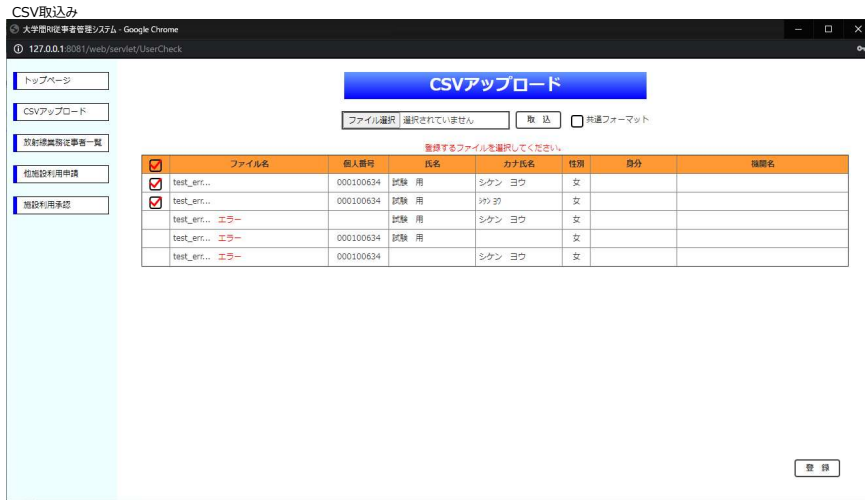 CSV取込み
大学間RI従事者管理システム - Google Chrome
127.0.0.1:8081/web/servlet/UserCheck
トップページ
CSVアップロード
放射線業務従事者一覧
他施設利用申請
施設利用承認
CSVアップロード
ファイル選択 選択されていません 取 込 共通フォーマット
登録するファイルを選択してください。
ファイル名 個人番号 氏名 カナ氏名 性別 身分 機関名
test_err... 000100634 試験 用 シケン ヨウ 女
test_err... 000100634 試験 用 ｼｹﾝ ﾖｳ 女
test_err... エラー 試験 用 シケン ヨウ 女
test_err... エラー 000100634 試験 用 女
test_err... エラー 000100634 シケン ヨウ 女
登 録